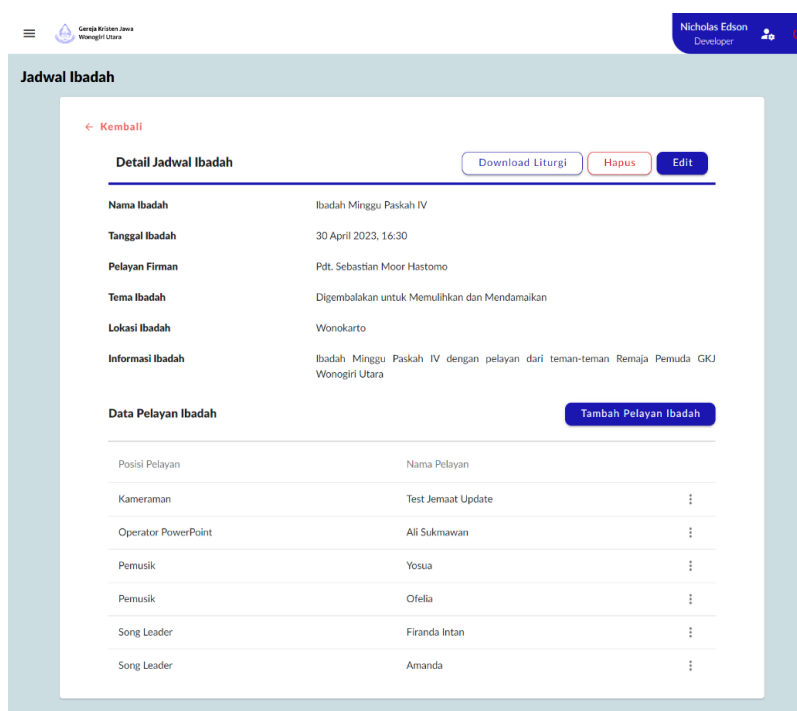 Gereja Kristen Jawa
Wonogiri Utara
Nicholas Edson
Developer
Jadwal Ibadah
← Kembali
Detail Jadwal Ibadah
Download Liturgi
Hapus
Edit
Nama Ibadah Ibadah Minggu Paskah IV
Tanggal Ibadah 30 April 2023, 16:30
Pelayan Firman Pdt. Sebastian Moor Hastomo
Tema Ibadah Digembalakan untuk Memulihkan dan Mendamaikan
Lokasi Ibadah Wonokarto
Informasi Ibadah Ibadah Minggu Paskah IV dengan pelayan dari teman-teman Remaja Pemuda GKJ
Wonogiri Utara
Data Pelayan Ibadah
Tambah Pelayan Ibadah
Posisi Pelayan Nama Pelayan
Kameraman Test Jemaat Update
Operator PowerPoint Ali Sukmawan
Pemusik Yosua
Pemusik Ofelia
Song Leader Firanda Intan
Song Leader Amanda